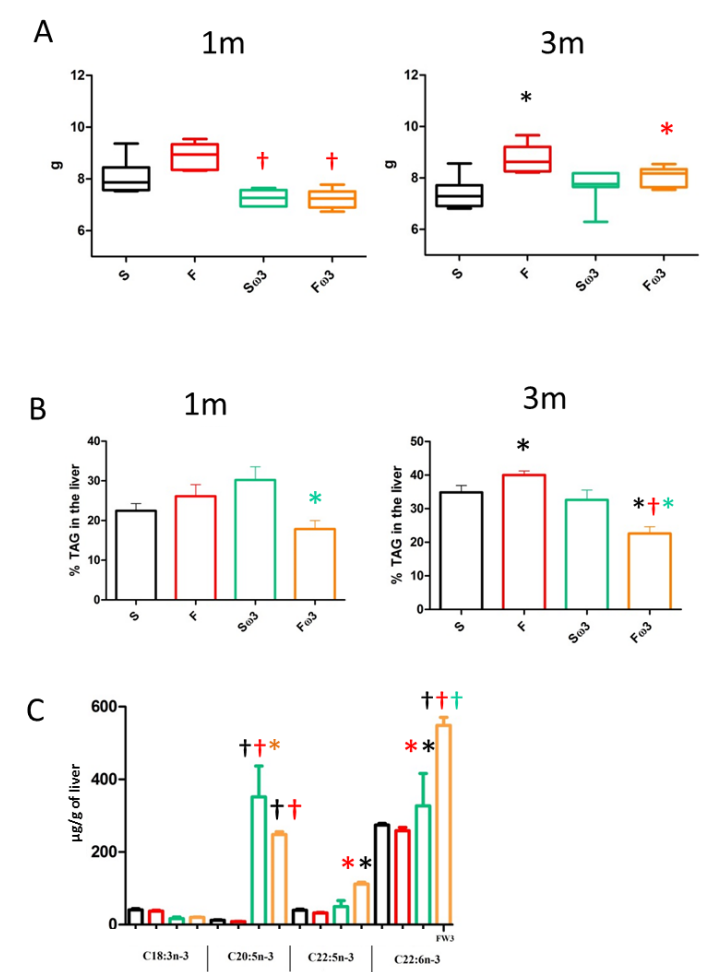 A
1m
3m
12
10
8
6
g
S
F
Sω3
Fω3
*
† †
12
10
8
6
g
S
F
Sω3
Fω3
*
*
B
1m
3m
40
30
20
10
0
% TAG in the liver
S
F
Sω3
Fω3
*
50
40
30
20
10
0
% TAG in the liver
S
F
Sω3
Fω3
*
*†*
C
600
400
200
0
μg/g of liver
††*
††
**
**
†††
FW3
C18:3n-3
C20:5n-3
C22:5n-3
C22:6n-3